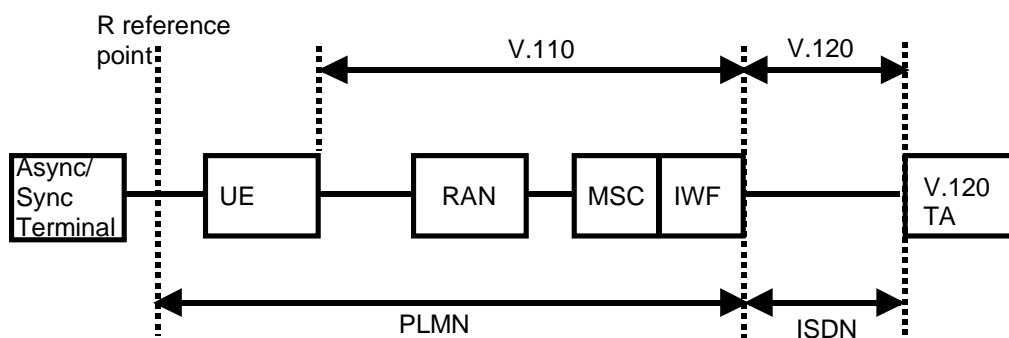 R reference
point
V.110
V.120
Async/
Sync
Terminal
UE
RAN
MSC
IWF
V.120
TA
PLMN
ISDN